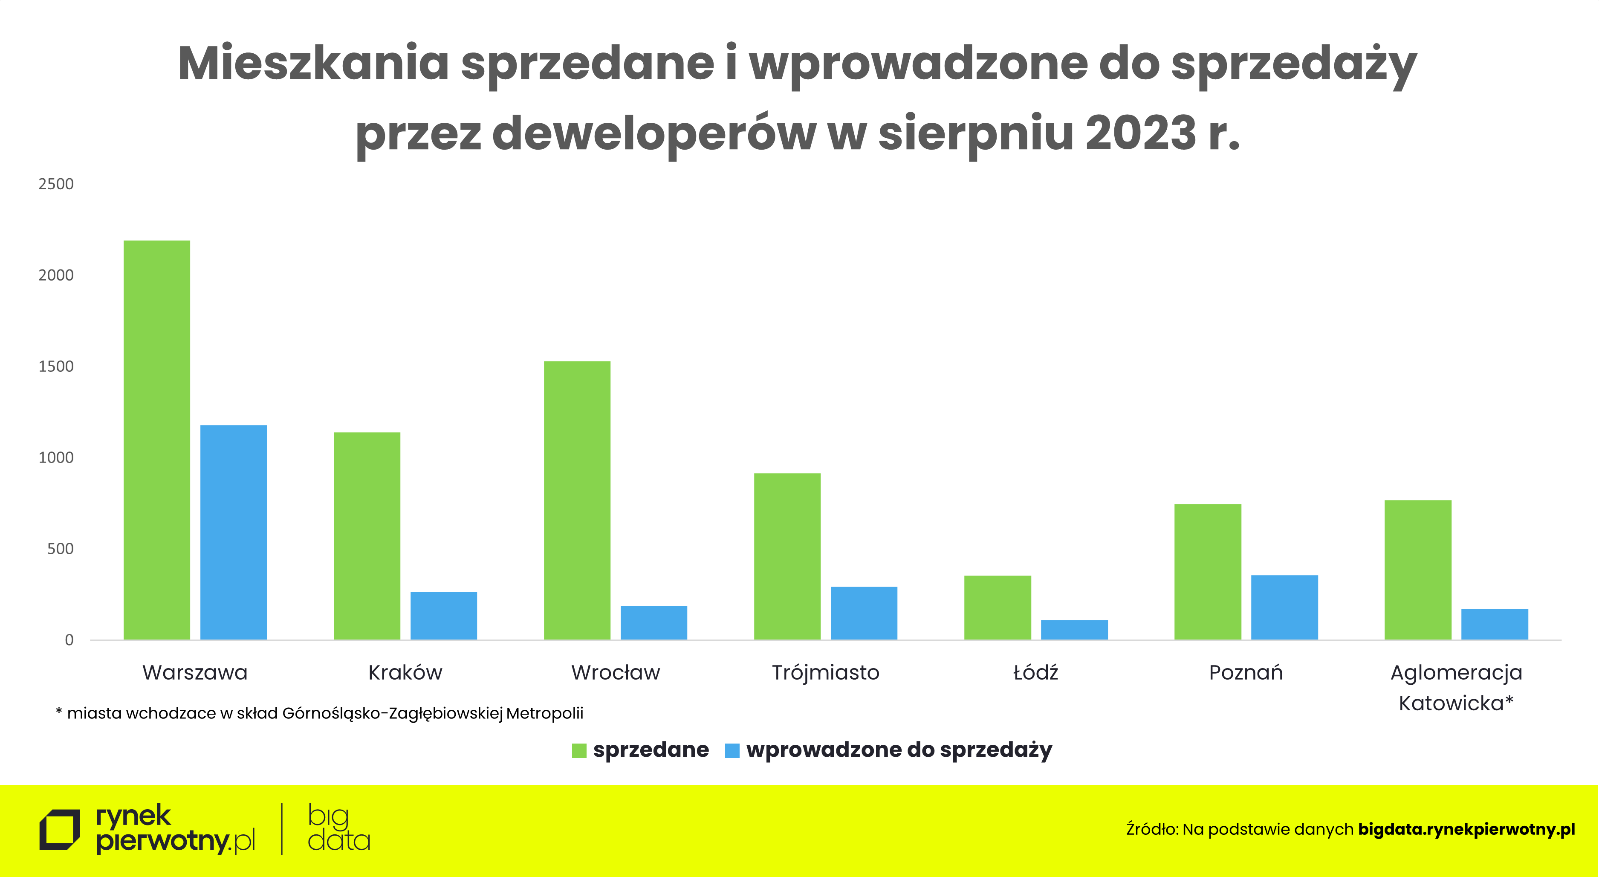 Mieszkania sprzedane i wprowadzone do sprzedaży
przez deweloperów w sierpniu 2023 r.
2500
2000
1500
1000
500
0
Warszawa
Kraków
Wrocław
Trójmiasto
Łódź
Poznań
Aglomeracja
Katowicka*
* miasta wchodzace w skład Górnośląsko-Zagłębiowskiej Metropolii
sprzedane
wprowadzone do sprzedaży
rynek
pierwotny.pl
big
data
Źródło: Na podstawie danych bigdata.rynekpierwotny.pl